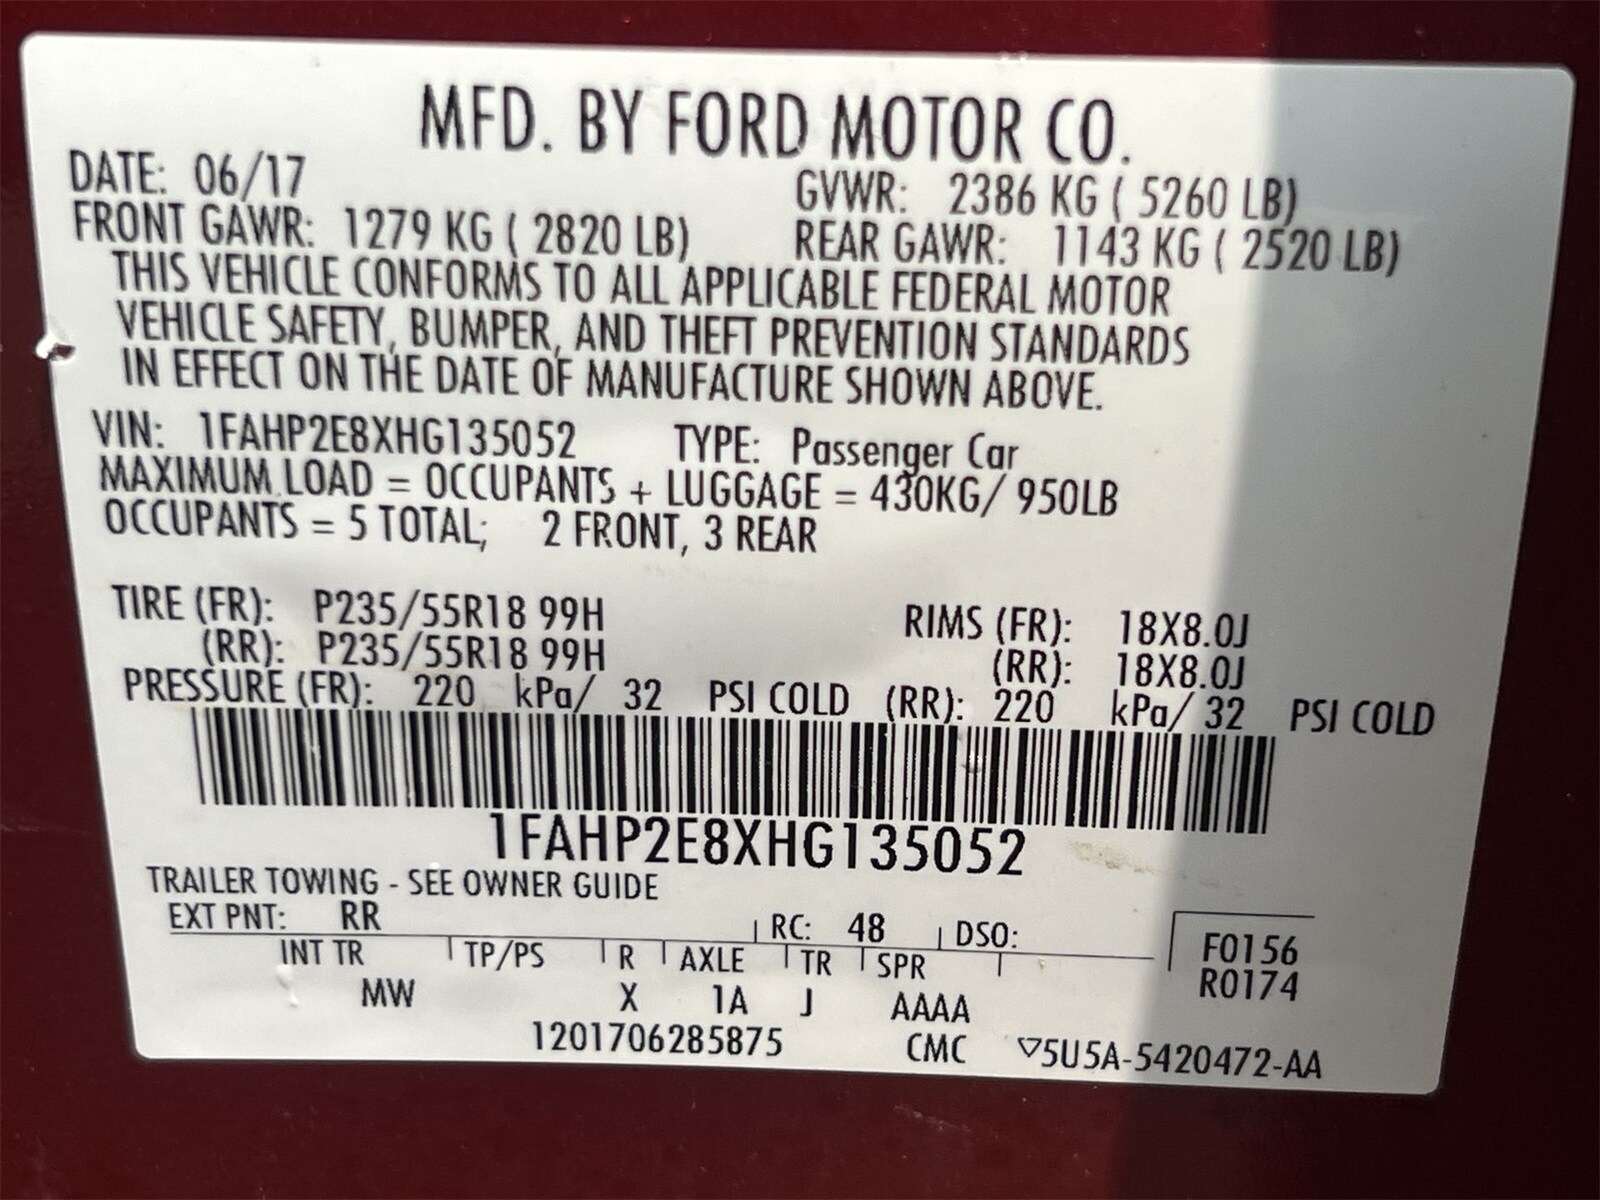 MFD. BY FORD MOTOR CO.
DATE: 06/17 GVWR: 2386 KG ( 5260 LB)
FRONT GAWR: 1279 KG ( 2820 LB) REAR GAWR: 1143 KG ( 2520 LB)
THIS VEHICLE CONFORMS TO ALL APPLICABLE FEDERAL MOTOR
VEHICLE SAFETY, BUMPER, AND THEFT PREVENTION STANDARDS
IN EFFECT ON THE DATE OF MANUFACTURE SHOWN ABOVE.
VIN: 1FAHP2E8XHG135052 TYPE: Passenger Car
MAXIMUM LOAD = OCCUPANTS + LUGGAGE = 430KG/ 950LB
OCCUPANTS = 5 TOTAL; 2 FRONT, 3 REAR
TIRE (FR): P235/55R18 99H RIMS (FR): 18X8.0J
(RR): P235/55R18 99H (RR): 18X8.0J
PRESSURE (FR): 220 kPa/ 32 PSI COLD (RR): 220 kPa/ 32 PSI COLD
1FAHP2E8XHG135052
TRAILER TOWING - SEE OWNER GUIDE
EXT PNT: RR RC: 48 DSO: F0156
INT TR TP/PS R AXLE TR SPR R0174
MW X 1A J AAAA
1201706285875 CMC ▽5U5A-5420472-AA